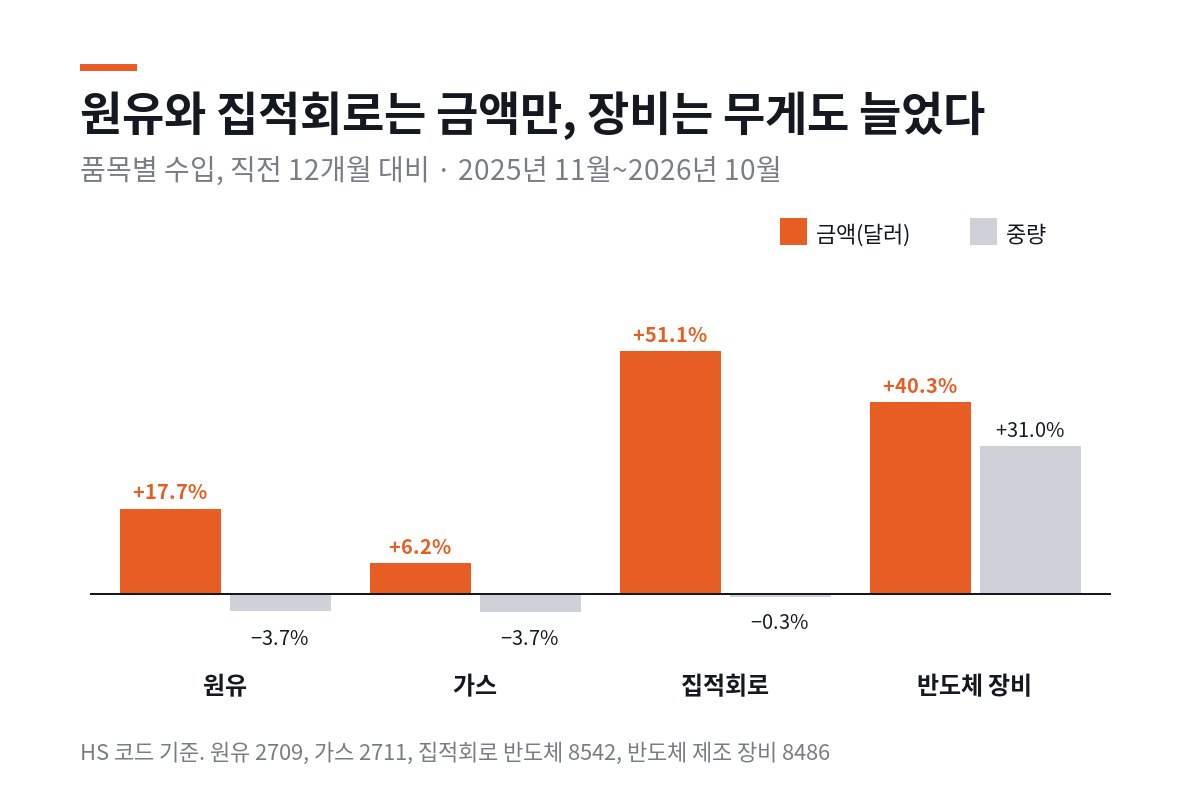 원유와 집적회로는 금액만, 장비는 무게도 늘었다
품목별 수입, 직전 12개월 대비 · 2025년 11월~2026년 10월
금액(달러) 중량
+51.1%
+40.3%
+31.0%
+17.7%
+6.2%
−0.3%
−3.7% −3.7%
원유 가스 집적회로 반도체 장비
HS 코드 기준. 원유 2709, 가스 2711, 집적회로 반도체 8542, 반도체 제조 장비 8486